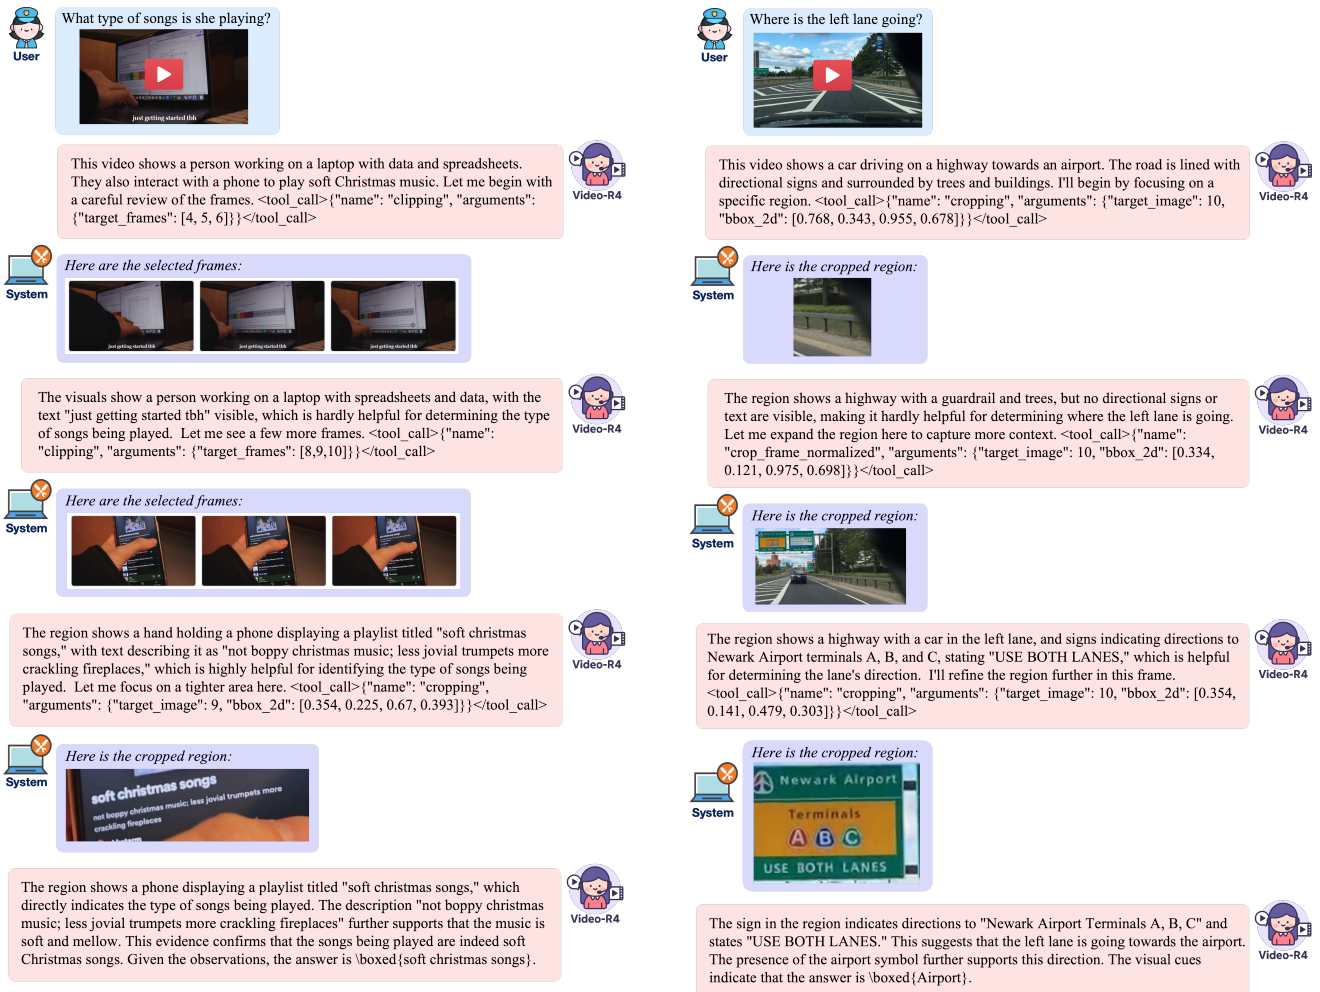 What type of songs is she playing?
just getting started tbh
User
This video shows a person working on a laptop with data and spreadsheets.
They also interact with a phone to play soft Christmas music. Let me begin with
a careful review of the frames. <tool_call>{"name": "clipping", "arguments":
{"target_frames": [4, 5, 6]}}</tool_call>
Video-R4
Here are the selected frames:
just getting started tbh
just getting started tbh
just getting started tbh
System
The visuals show a person working on a laptop with spreadsheets and data, with the
text "just getting started tbh" visible, which is hardly helpful for determining the type
of songs being played. Let me see a few more frames. <tool_call>{"name":
"clipping", "arguments": {"target_frames": [8,9,10]}}</tool_call>
Video-R4
Here are the selected frames:
System
The region shows a hand holding a phone displaying a playlist titled "soft christmas
songs," with text describing it as "not boppy christmas music; less jovial trumpets more
crackling fireplaces," which is highly helpful for identifying the type of songs being
played. Let me focus on a tighter area here. <tool_call>{"name": "cropping",
"arguments": {"target_image": 9, "bbox_2d": [0.354, 0.225, 0.67, 0.393]}}</tool_call>
Video-R4
Here is the cropped region:
soft christmas songs
not boppy christmas music; less jovial trumpets more
crackling fireplaces
System
The region shows a phone displaying a playlist titled "soft christmas songs," which
directly indicates the type of songs being played. The description "not boppy christmas
music; less jovial trumpets more crackling fireplaces" further supports that the music is
soft and mellow. This evidence confirms that the songs being played are indeed soft
Christmas songs. Given the observations, the answer is \boxed{soft christmas songs}.
Video-R4
Where is the left lane going?
User
This video shows a car driving on a highway towards an airport. The road is lined with
directional signs and surrounded by trees and buildings. I'll begin by focusing on a
specific region. <tool_call>{"name": "cropping", "arguments": {"target_image": 10,
"bbox_2d": [0.768, 0.343, 0.955, 0.678]}}</tool_call>
Video-R4
Here is the cropped region:
System
The region shows a highway with a guardrail and trees, but no directional signs or
text are visible, making it hardly helpful for determining where the left lane is going.
Let me expand the region here to capture more context. <tool_call>{"name":
"crop_frame_normalized", "arguments": {"target_image": 10, "bbox_2d": [0.334,
0.121, 0.975, 0.698]}}</tool_call>
Video-R4
Here is the cropped region:
System
The region shows a highway with a car in the left lane, and signs indicating directions to
Newark Airport terminals A, B, and C, stating "USE BOTH LANES," which is helpful
for determining the lane's direction. I'll refine the region further in this frame.
<tool_call>{"name": "cropping", "arguments": {"target_image": 10, "bbox_2d": [0.354,
0.141, 0.479, 0.303]}}</tool_call>
Video-R4
Here is the cropped region:
Newark Airport
Terminals
A B C
USE BOTH LANES
System
The sign in the region indicates directions to "Newark Airport Terminals A, B, C" and
states "USE BOTH LANES." This suggests that the left lane is going towards the airport.
The presence of the airport symbol further supports this direction. The visual cues
indicate that the answer is \boxed{Airport}.
Video-R4